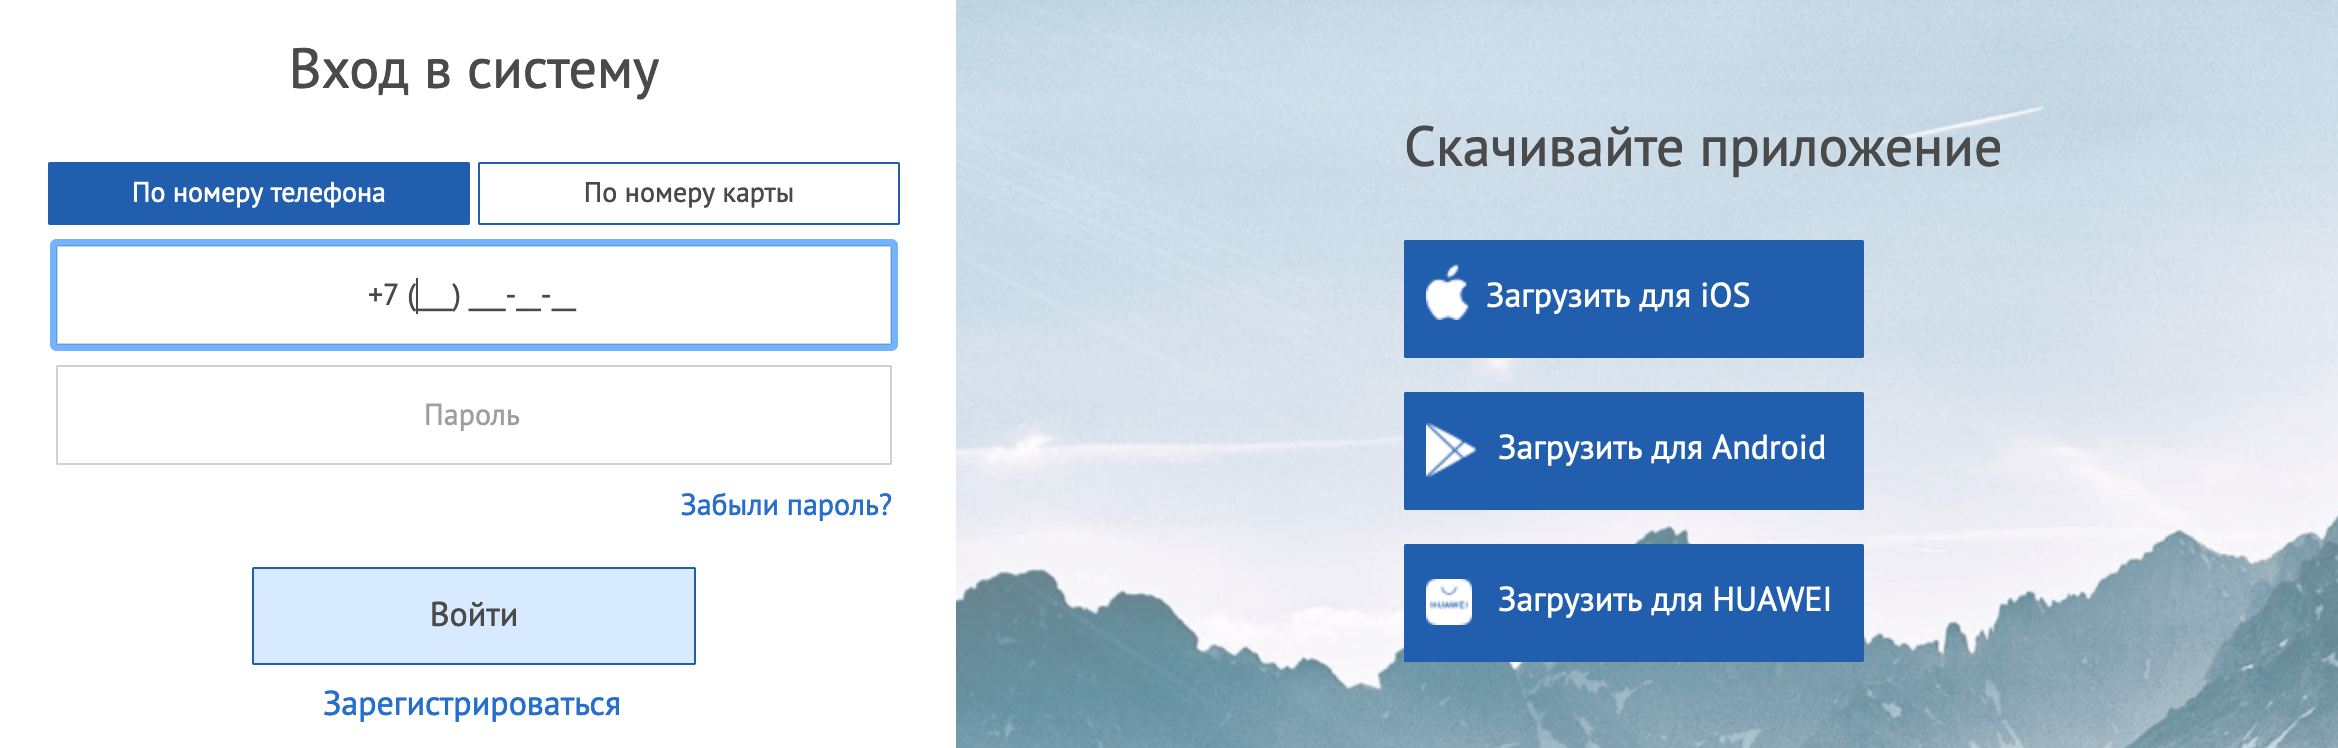 Вход в систему
По номеру телефона
По номеру карты
+7 (___) ___-__-__
Пароль
Забыли пароль?
Войти
Зарегистрироваться
Скачивайте приложение
Загрузить для iOS
Загрузить для Android
HUAWEI
Загрузить для HUAWEI